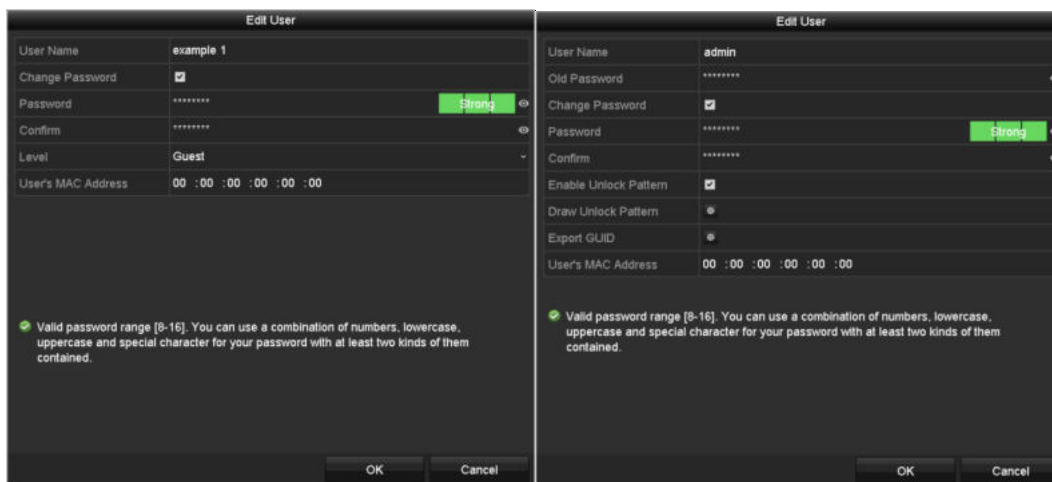 Edit User
User Name example 1
Change Password
Password ******** Strong
Confirm ********
Level Guest
User's MAC Address 00 :00 :00 :00 :00 :00
Valid password range [8-16]. You can use a combination of numbers, lowercase,
uppercase and special character for your password with at least two kinds of them
contained.
OK Cancel
Edit User
User Name admin
Old Password ********
Change Password
Password ******** Strong
Confirm ********
Enable Unlock Pattern
Draw Unlock Pattern
Export GUID
User's MAC Address 00 :00 :00 :00 :00 :00
Valid password range [8-16]. You can use a combination of numbers, lowercase,
uppercase and special character for your password with at least two kinds of them
contained.
OK Cancel